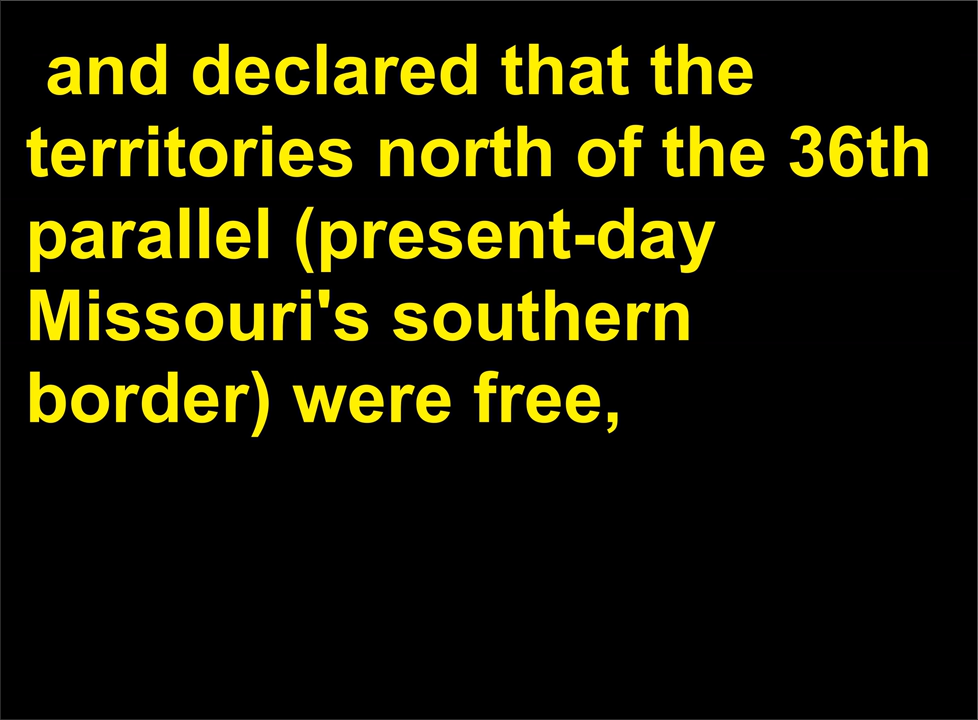 and declared that the
territories north of the 36th
parallel (present-day
Missouri's southern
border) were free,